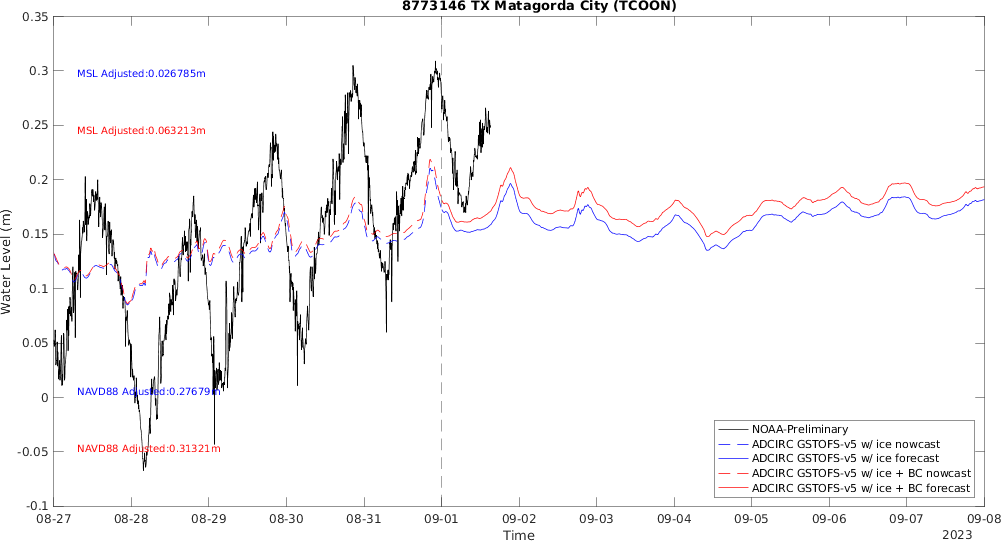 8773146 TX Matagorda City (TCOON)
0.35
0.3
0.25
0.2
0.15
0.1
0.05
0
-0.05
-0.1
Water Level (m)
MSL Adjusted:0.026785m
MSL Adjusted:0.063213m
NAVD88 Adjusted:0.27679m
NAVD88 Adjusted:0.31321m
NOAA-Preliminary
ADCIRC GSTOFS-v5 w/ ice nowcast
ADCIRC GSTOFS-v5 w/ ice forecast
ADCIRC GSTOFS-v5 w/ ice + BC nowcast
ADCIRC GSTOFS-v5 w/ ice + BC forecast
08-27 08-28 08-29 08-30 08-31 09-01 09-02 09-03 09-04 09-05 09-06 09-07 09-08
Time
2023